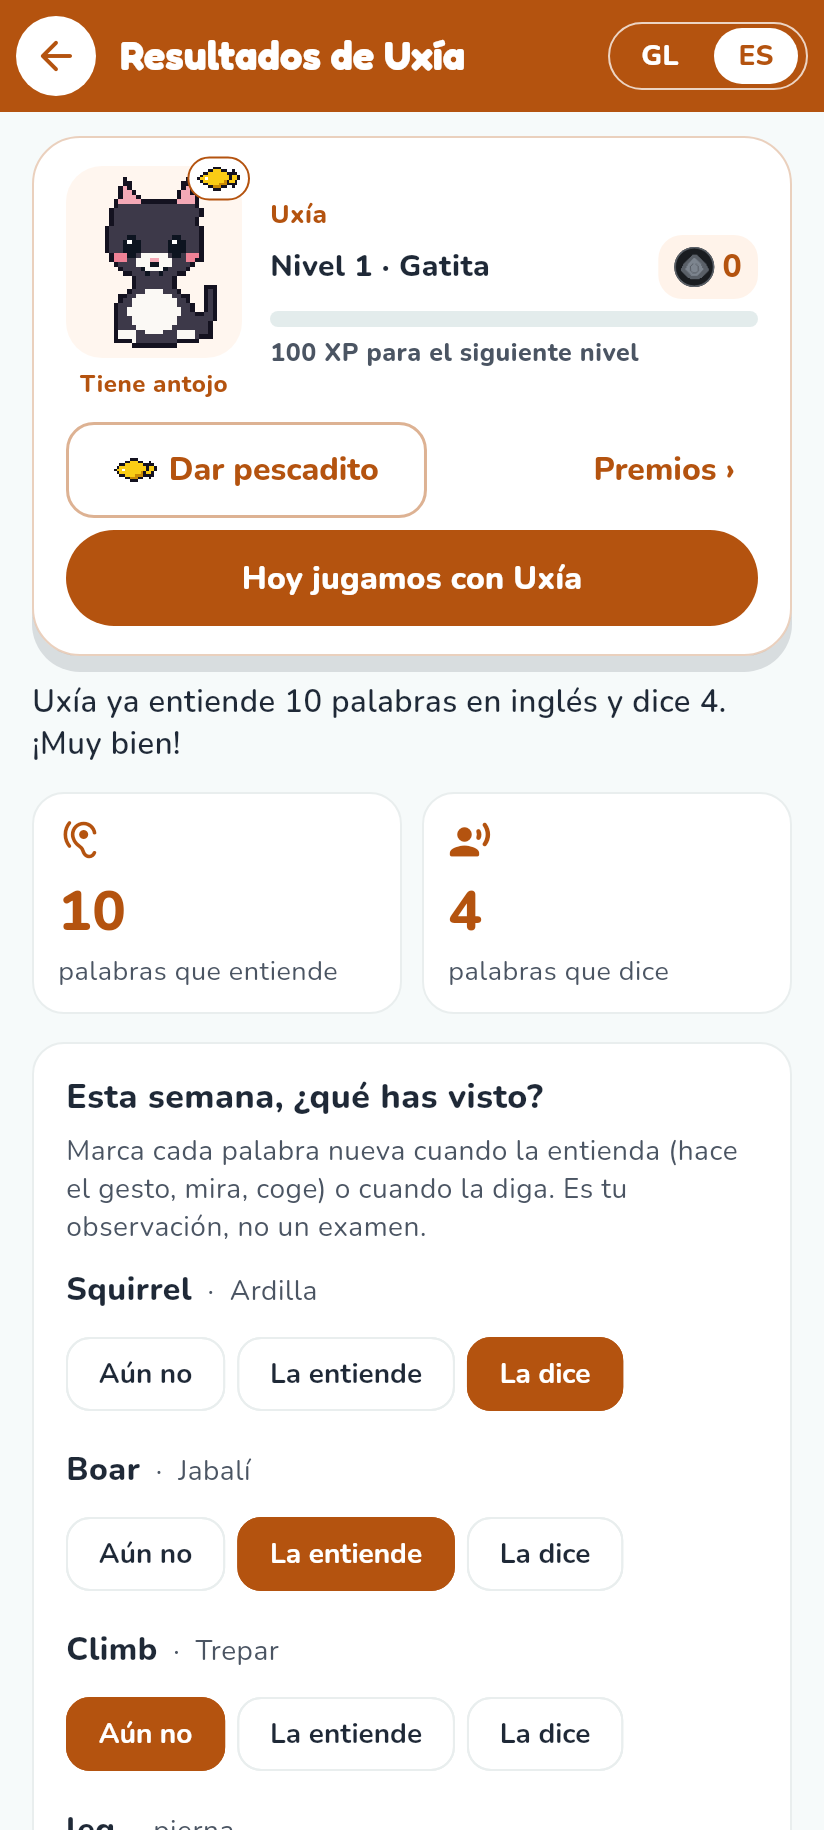 Resultados de Uxía
GL ES
Uxía
Nivel 1 · Gatita
0
100 XP para el siguiente nivel
Tiene antojo
Dar pescadito
Premios ›
Hoy jugamos con Uxía
Uxía ya entiende 10 palabras en inglés y dice 4.
¡Muy bien!
10
palabras que entiende
4
palabras que dice
Esta semana, ¿qué has visto?
Marca cada palabra nueva cuando la entienda (hace
el gesto, mira, coge) o cuando la diga. Es tu
observación, no un examen.
Squirrel · Ardilla
Aún no La entiende La dice
Boar · Jabalí
Aún no La entiende La dice
Climb · Trepar
Aún no La entiende La dice
leg · pierna